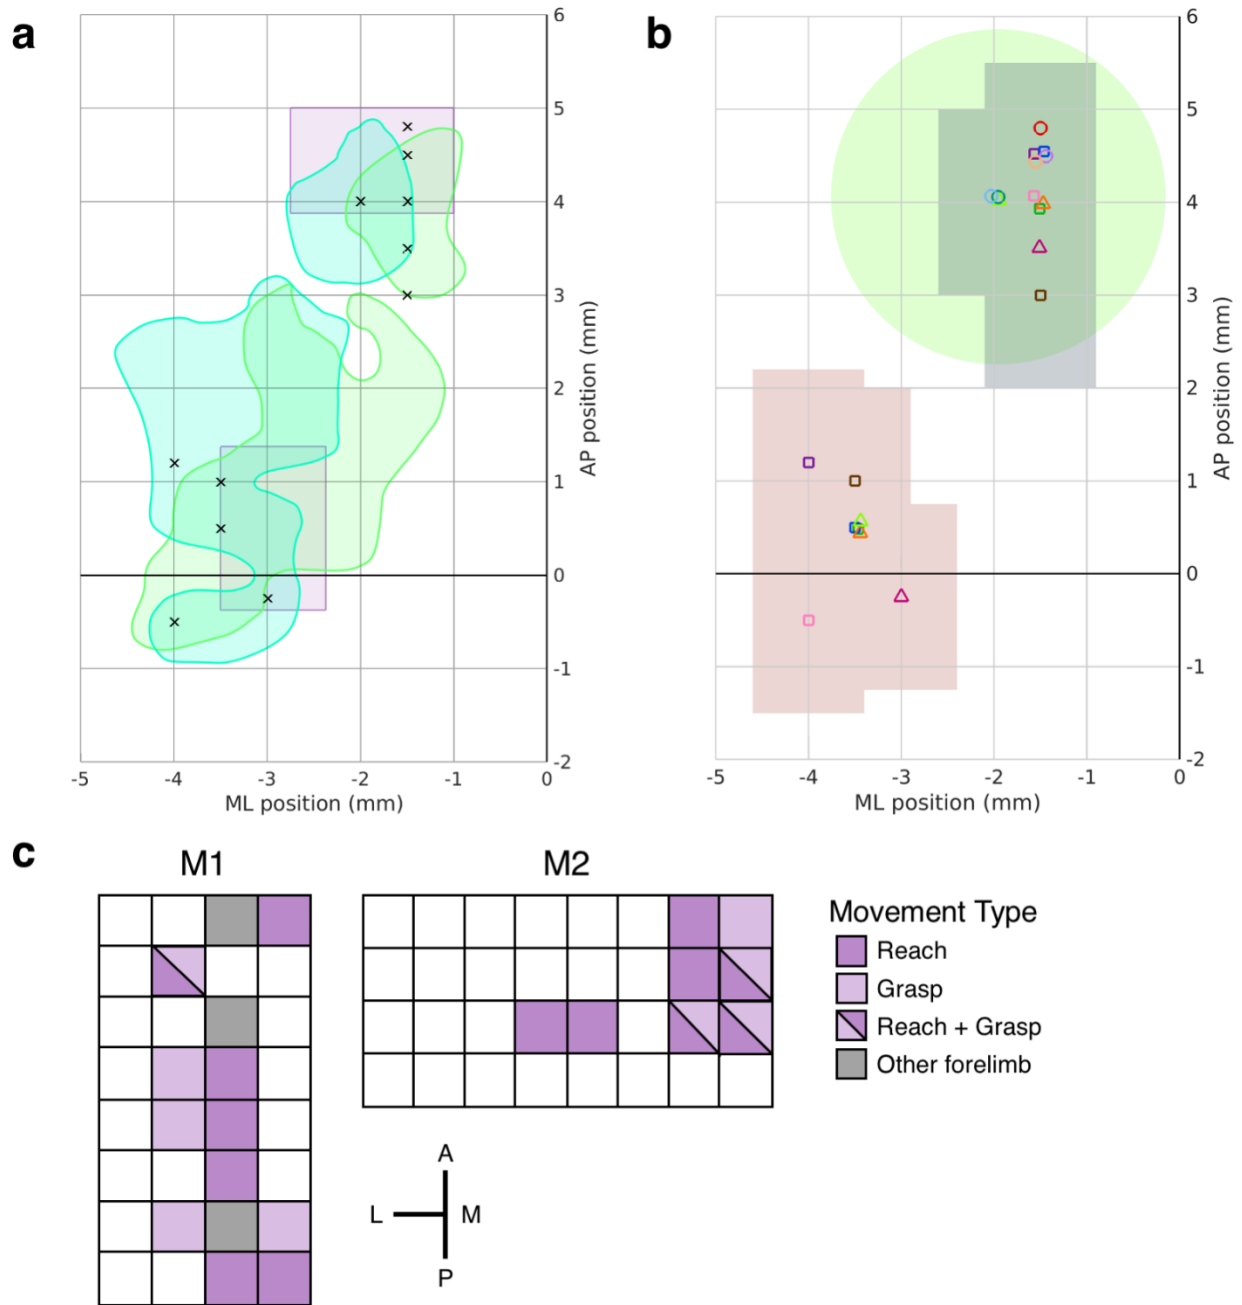 a
6
5
4
3
2
1
0
-1
-2
AP position (mm)
-5 -4 -3 -2 -1 0
ML position (mm)
b
6
5
4
3
2
1
0
-1
-2
AP position (mm)
-5 -4 -3 -2 -1 0
ML position (mm)
c
M1
M2
Movement Type
Reach
Grasp
Reach + Grasp
Other forelimb
A
L M
P